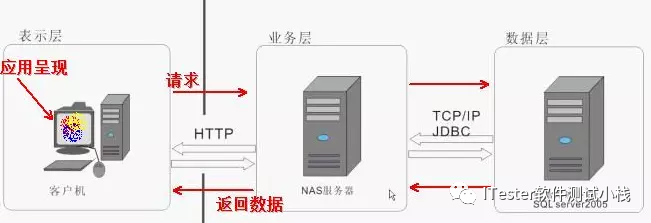 表示层
业务层
数据层
应用呈现
请求
HTTP
TCP/IP
JDBC
返回数据
客户机
NAS服务器
SQLserver2005
ITester软件测试小栈